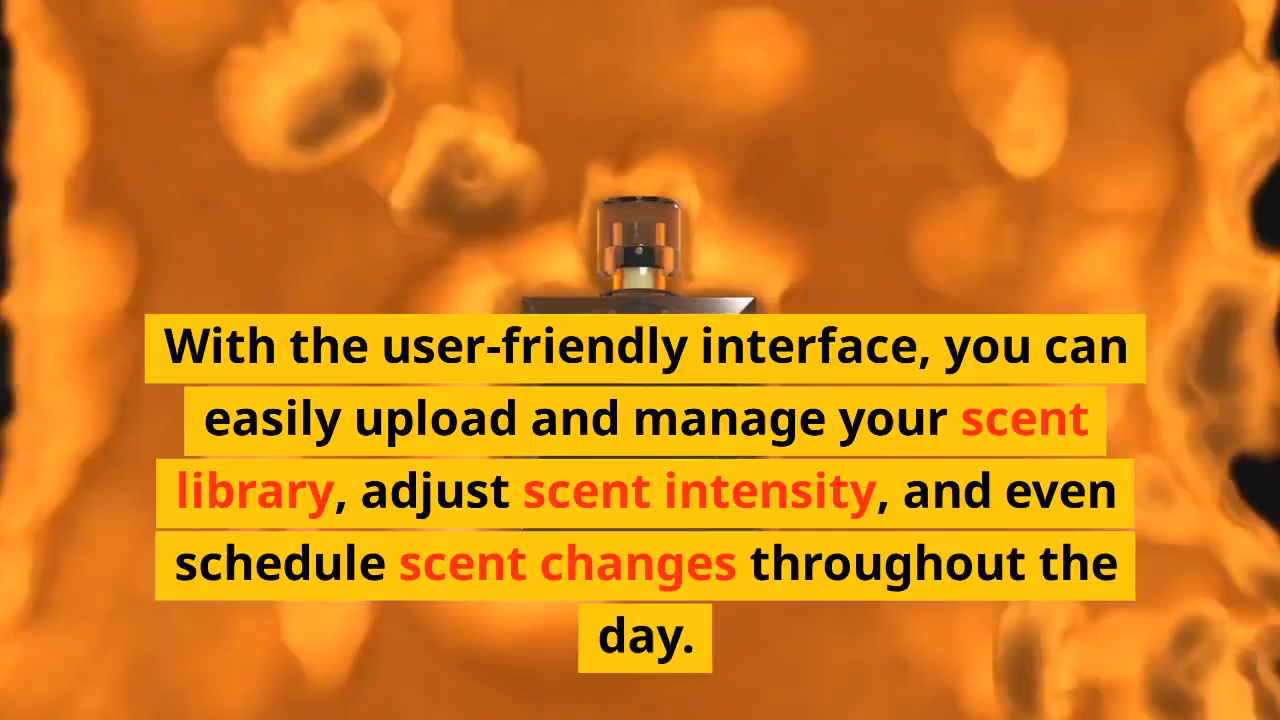 With the user-friendly interface, you can
easily upload and manage your scent
library, adjust scent intensity, and even
schedule scent changes throughout the
day.